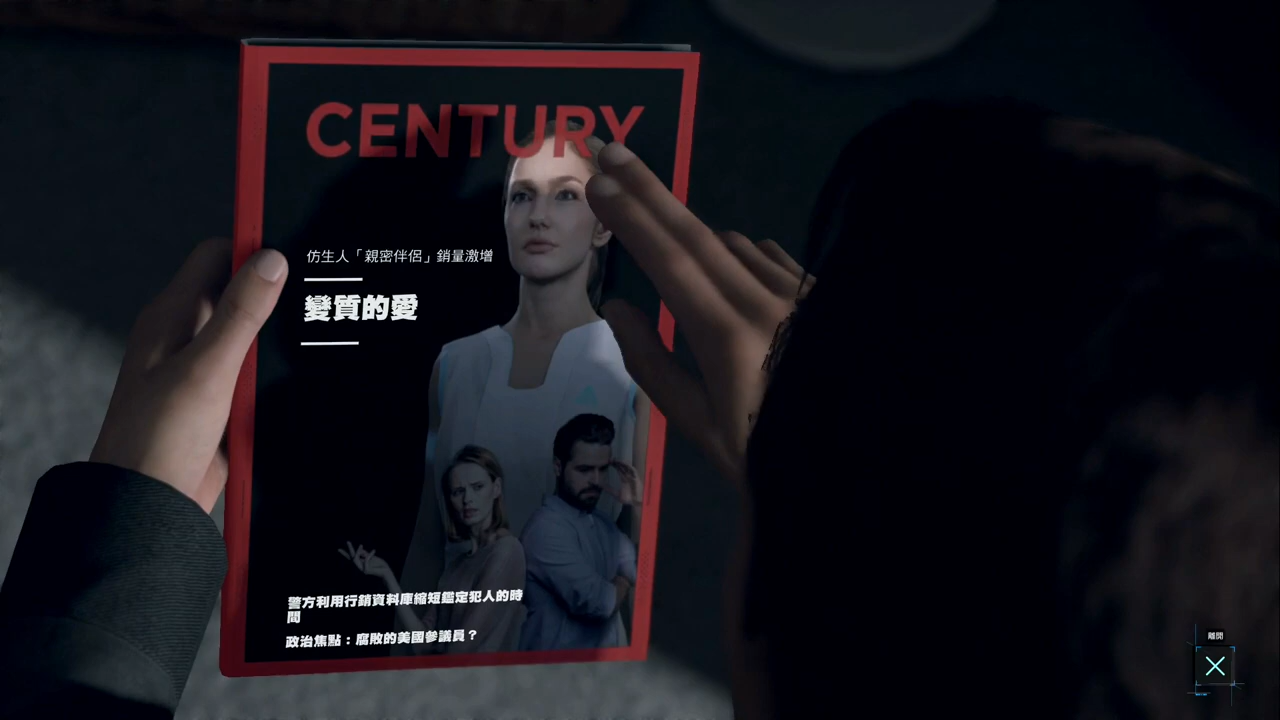 CENTURY
仿生人「親密伴侶」銷量激增
變質的愛
警方利用行銷資料庫縮短鑑定犯人的時
間
政治焦點：腐敗的美國參議員？
離開